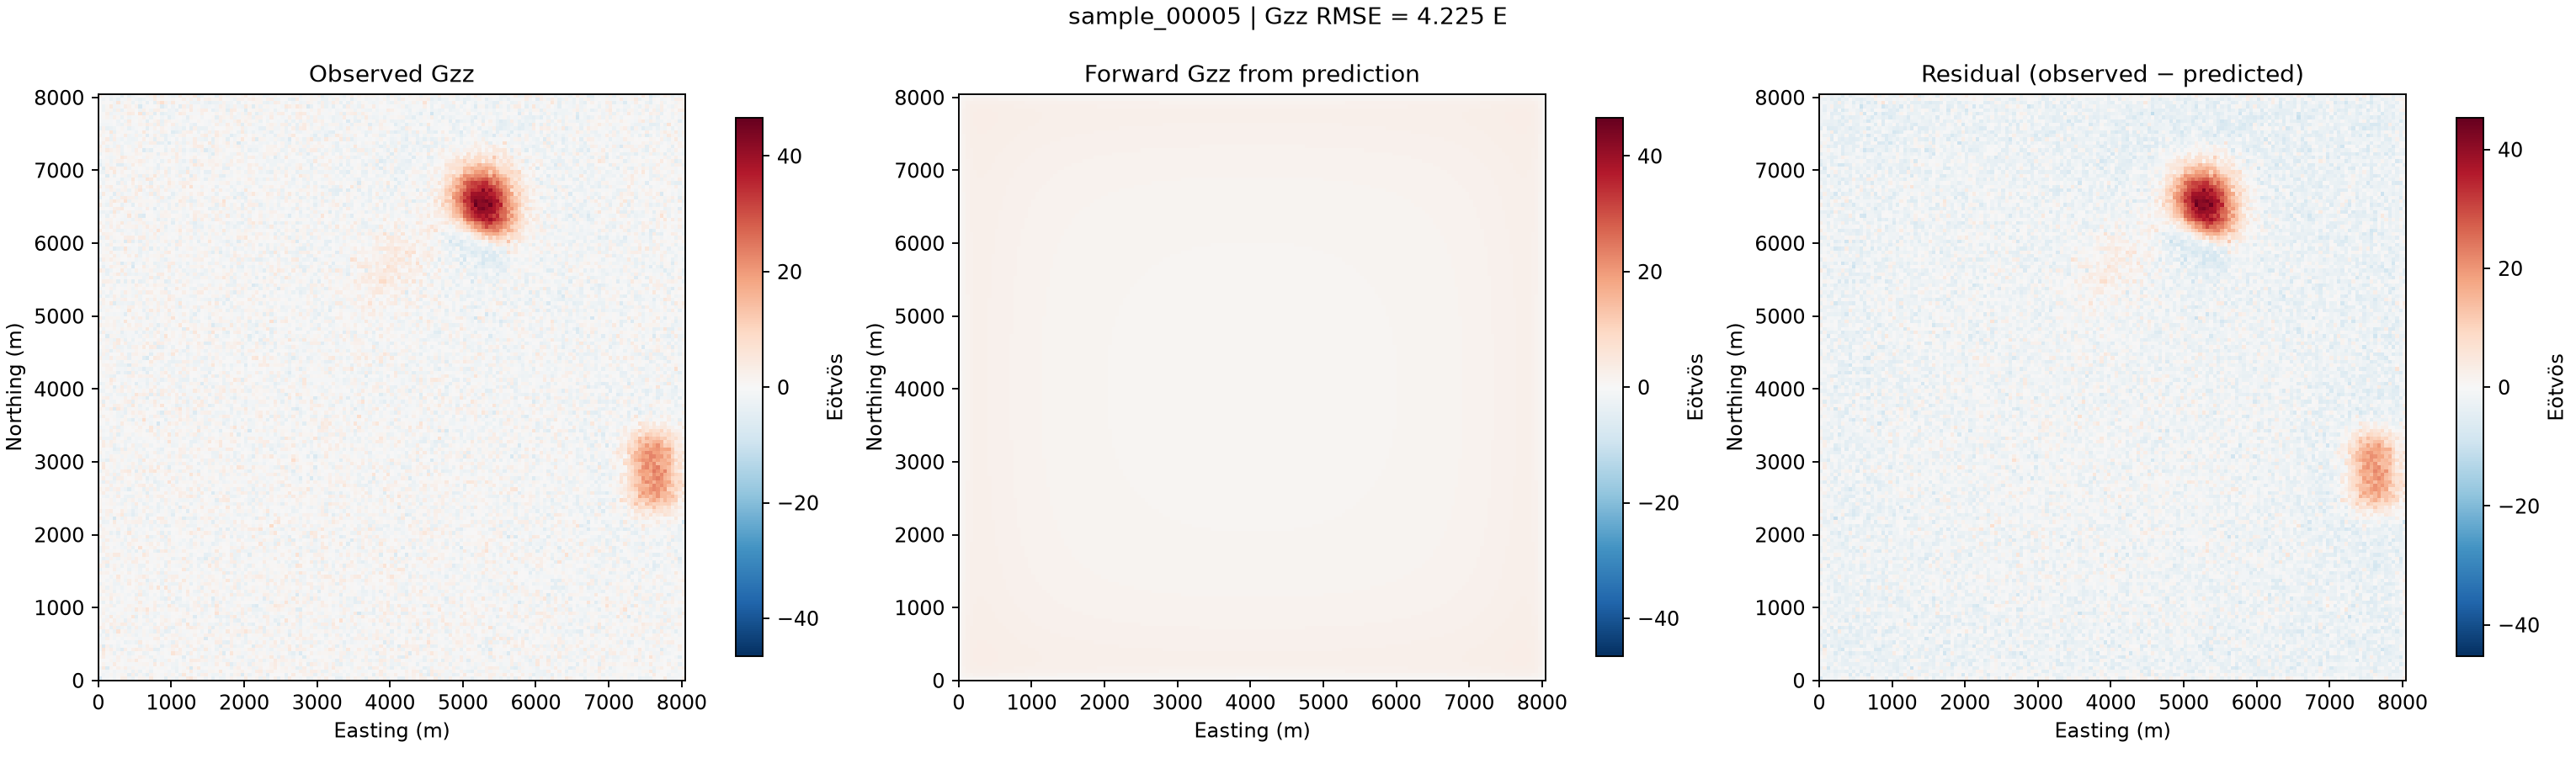 sample_00005 | Gzz RMSE = 4.225 E
Observed Gzz
8000
7000
6000
5000
4000
3000
2000
1000
0
Northing (m)
0 1000 2000 3000 4000 5000 6000 7000 8000
Easting (m)
40
20
0
−20
−40
Eötvös
Forward Gzz from prediction
8000
7000
6000
5000
4000
3000
2000
1000
0
Northing (m)
0 1000 2000 3000 4000 5000 6000 7000 8000
Easting (m)
40
20
0
−20
−40
Eötvös
Residual (observed − predicted)
8000
7000
6000
5000
4000
3000
2000
1000
0
Northing (m)
0 1000 2000 3000 4000 5000 6000 7000 8000
Easting (m)
40
20
0
−20
−40
Eötvös